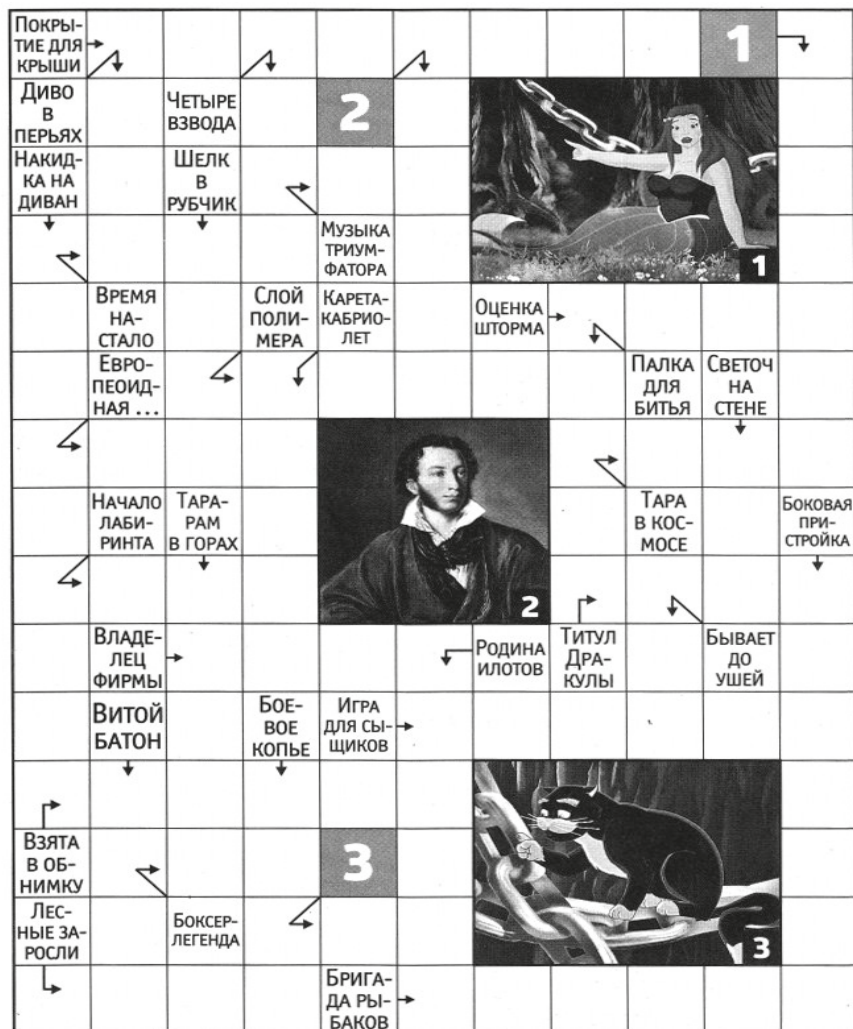 ПОКРЫ-
ТИЕ ДЛЯ
КРЫШИ
1
ДИВО
В
ПЕРЬЯХ
ЧЕТЫРЕ
ВЗВОДА
2
НАКИД-
КА НА
ДИВАН
ШЕЛК
В
РУБЧИК
МУЗЫКА
ТРИУМ-
ФАТОРА
1
ВРЕМЯ
НА-
СТАЛО
СЛОЙ
ПОЛИ-
МЕРА
КАРЕТА-
КАБРИО-
ЛЕТ
ОЦЕНКА
ШТОРМА
ЕВРО-
ПЕОИД-
НАЯ ...
ПАЛКА
ДЛЯ
БИТЬЯ
СВЕТОЧ
НА
СТЕНЕ
НАЧАЛО
ЛАБИ-
РИНТА
ТАРА-
РАМ
В ГОРАХ
ТАРА
В КОС-
МОСЕ
БОКОВАЯ
ПРИ-
СТРОЙКА
2
ВЛАДЕ-
ЛЕЦ
ФИРМЫ
РОДИНА
ИЛОТОВ
ТИТУЛ
ДРА-
КУЛЫ
БЫВАЕТ
ДО
УШЕЙ
ВИТОЙ
БАТОН
БОЕ-
ВОЕ
КОПЬЕ
ИГРА
ДЛЯ СЫ-
ЩИКОВ
ВЗЯТА
В ОБ-
НИМКУ
3
ЛЕС-
НЫЕ ЗА-
РОСЛИ
БОКСЕР-
ЛЕГЕНДА
3
БРИГА-
ДА РЫ-
БАКОВ